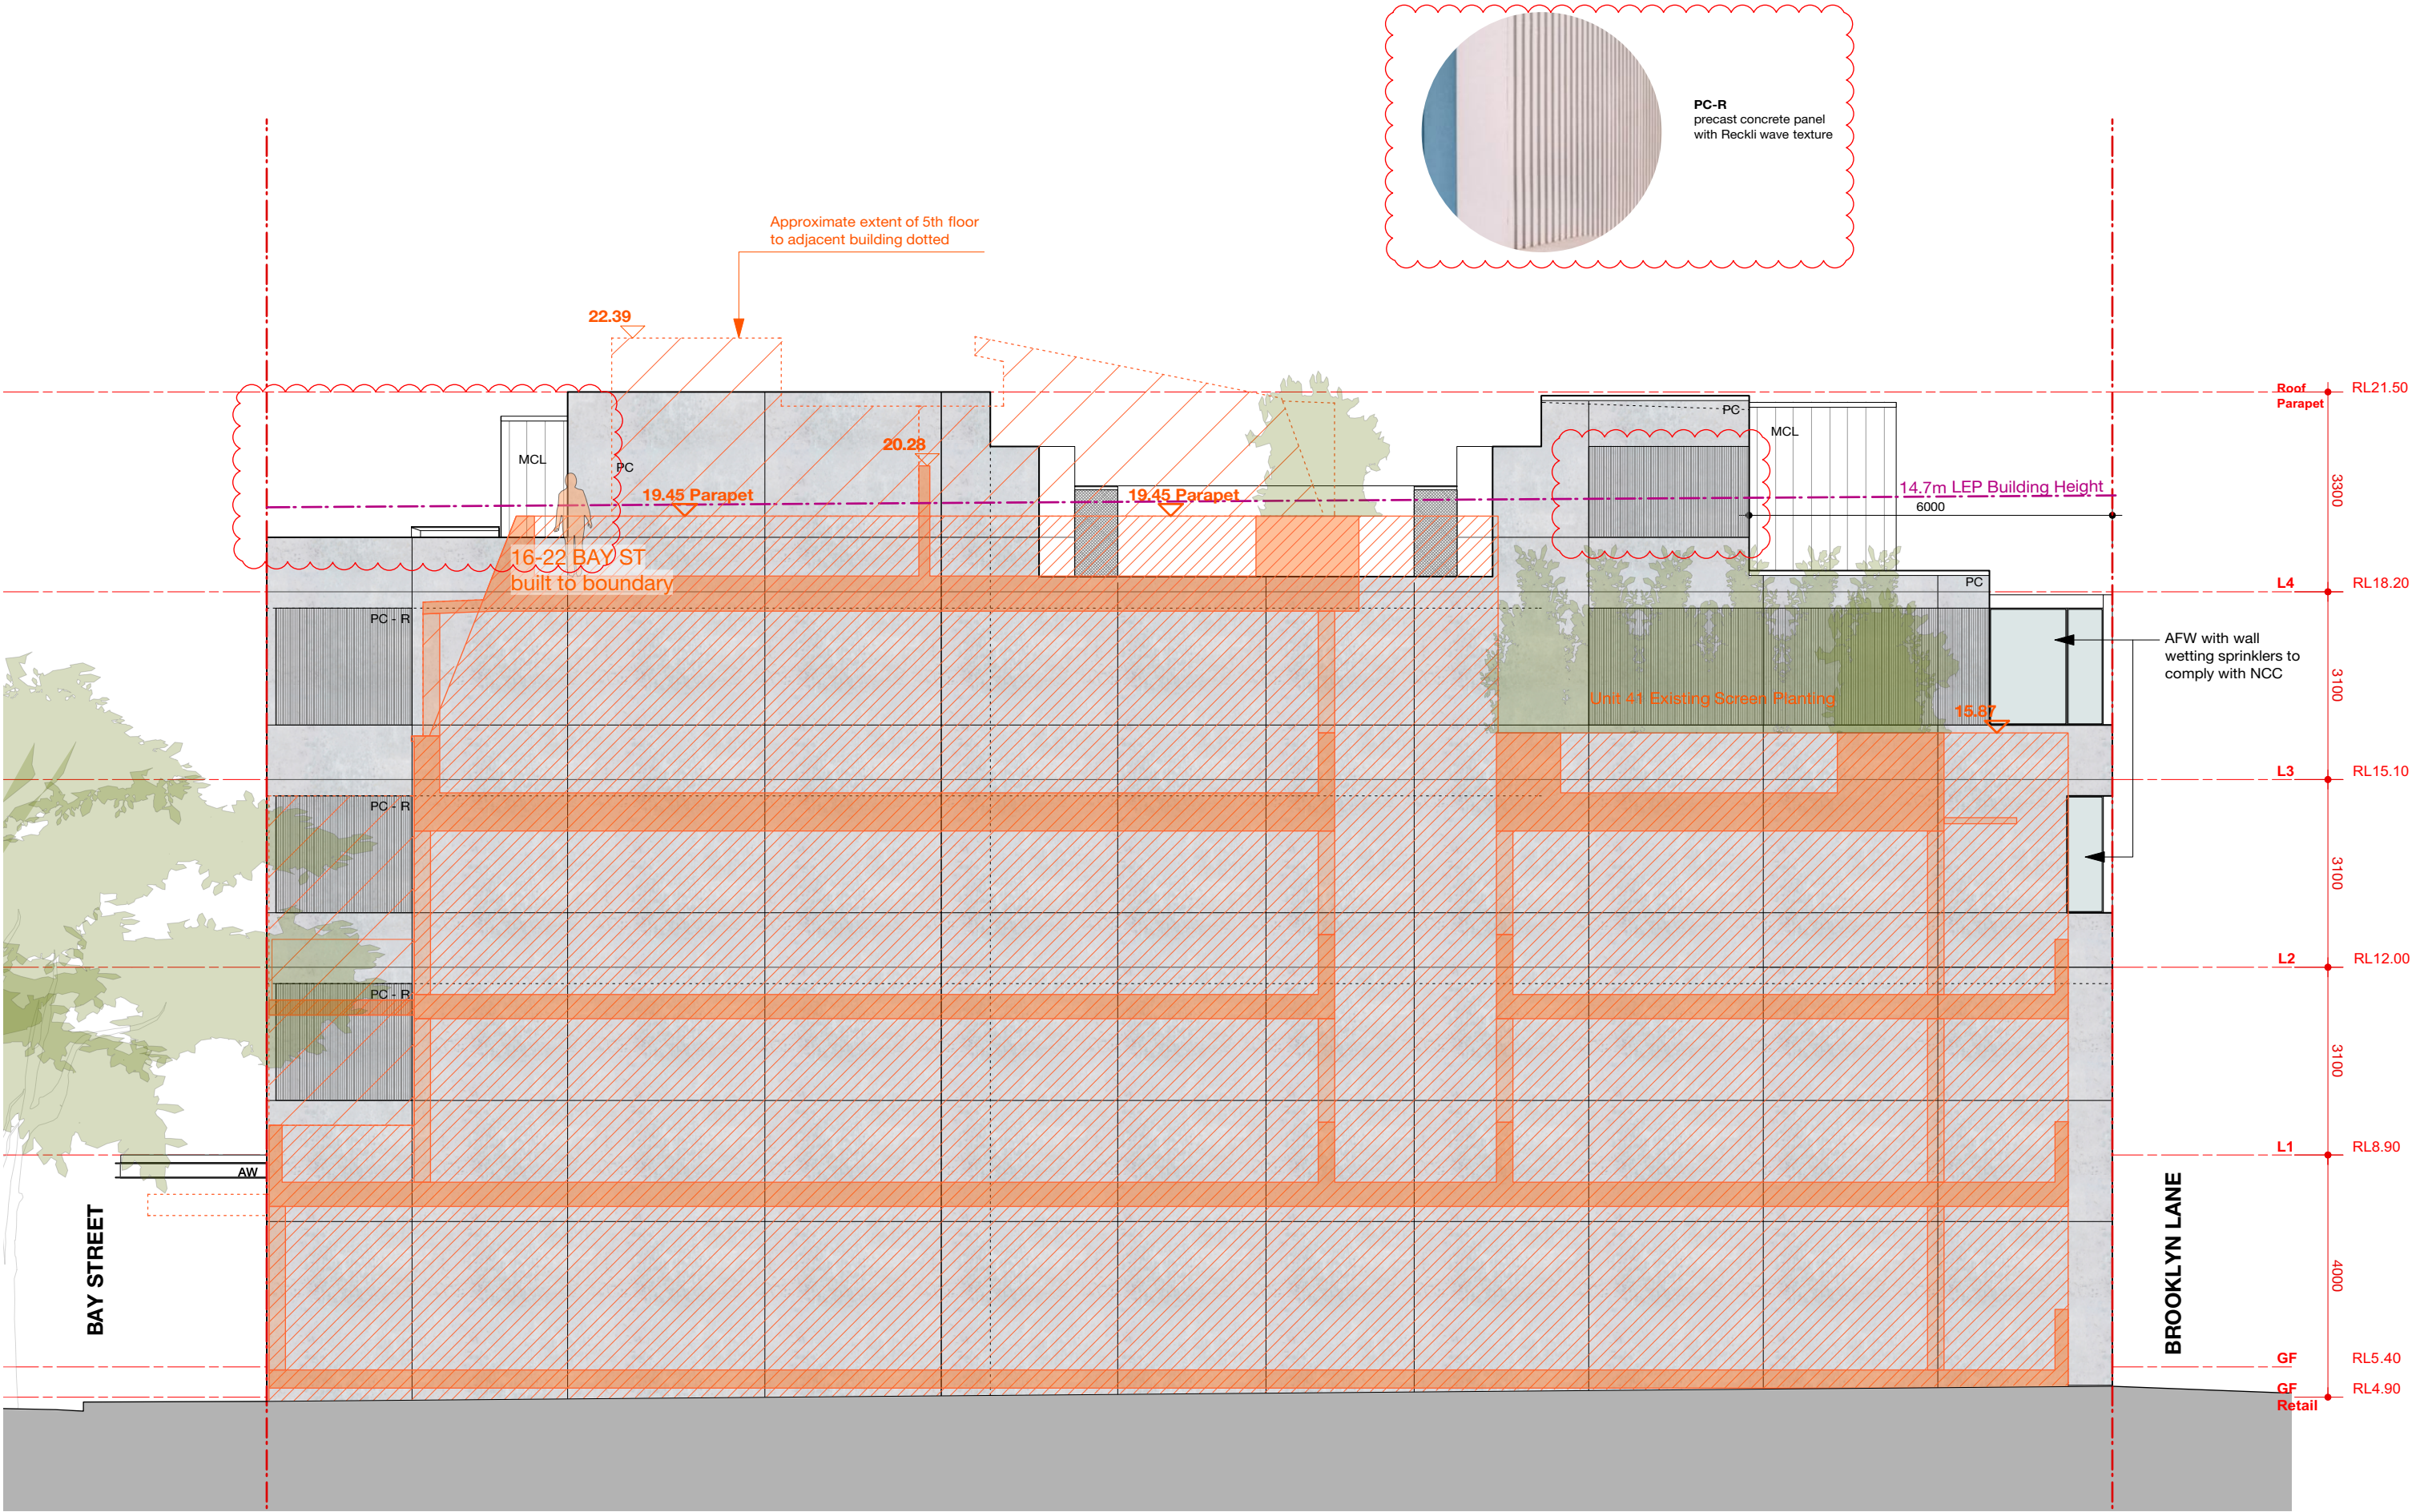 PC-R
precast concrete panel
with Reckli wave texture
Approximate extent of 5th floor
to adjacent building dotted
22.39
Roof
Parapet
RL21.50
PC
MCL
MCL
PC
20.28
19.45 Parapet
19.45 Parapet
14.7m LEP Building Height
6000
3300
16-22 BAY ST
built to boundary
PC
L4
RL18.20
PC - R
AFW with wall
wetting sprinklers to
comply with NCC
3100
Unit 41 Existing Screen Planting
15.87
L3
RL15.10
PC - R
3100
L2
RL12.00
PC - R
3100
L1
RL8.90
AW
BAY STREET
BROOKLYN LANE
4000
GF
RL5.40
GF
Retail
RL4.90